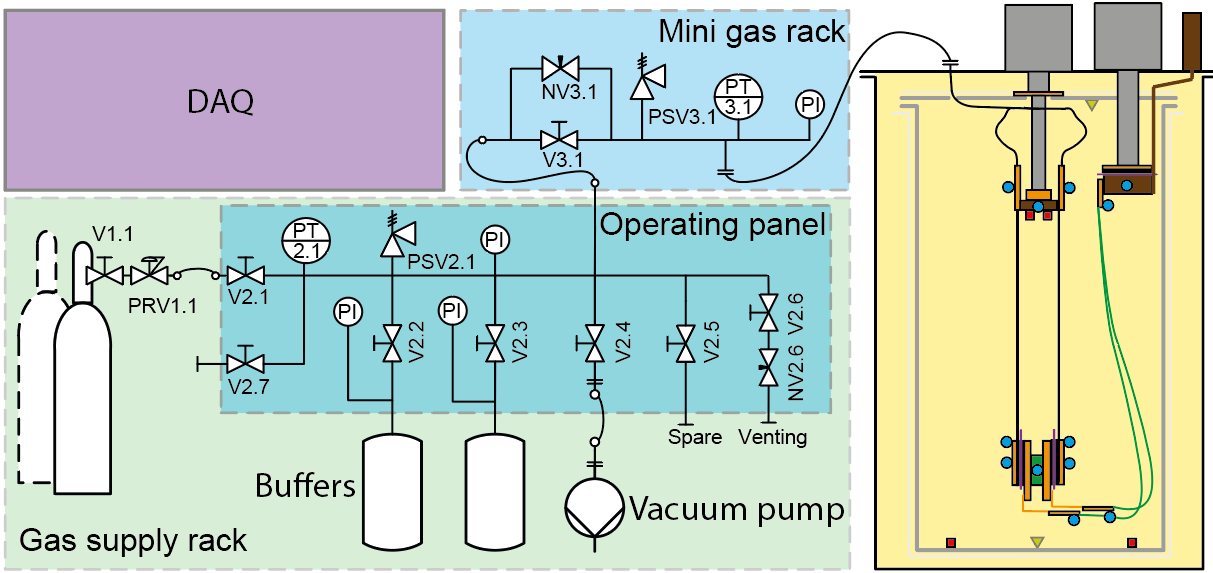 DAQ
Mini gas rack
NV3.1
PSV3.1
PT
3.1
PI
V3.1
Operating panel
V1.1
PRV1.1
V2.1
PT
2.1
PSV2.1
PI
PI
PI
V2.2
V2.3
V2.4
V2.5
V2.6
NV2.6
V2.7
Spare
Venting
Buffers
Vacuum pump
Gas supply rack